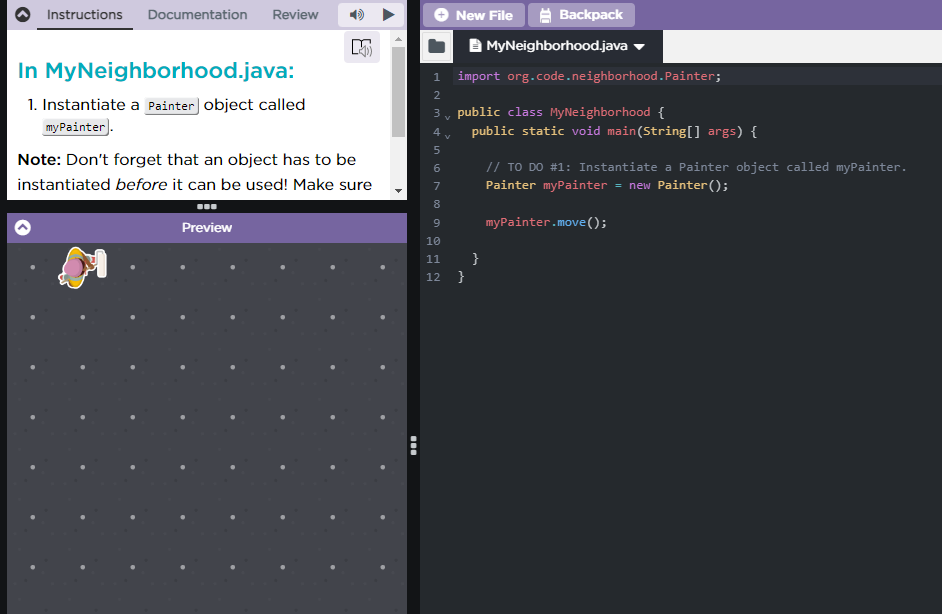 Instructions Documentation Review
In MyNeighborhood.java:
1. Instantiate a Painter object called
myPainter.
Note: Don't forget that an object has to be
instantiated before it can be used! Make sure
Preview
New File Backpack
MyNeighborhood.java
1 import org.code.neighborhood.Painter;
2
3 public class MyNeighborhood {
4 public static void main(String[] args) {
5
6 // TO DO #1: Instantiate a Painter object called myPainter.
7 Painter myPainter = new Painter();
8
9 myPainter.move();
10
11 }
12 }